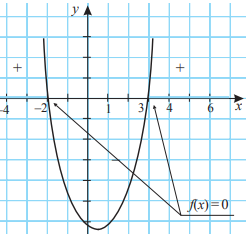 y
+ +
-4 -2 1 3 4 6 x
f(x)=0